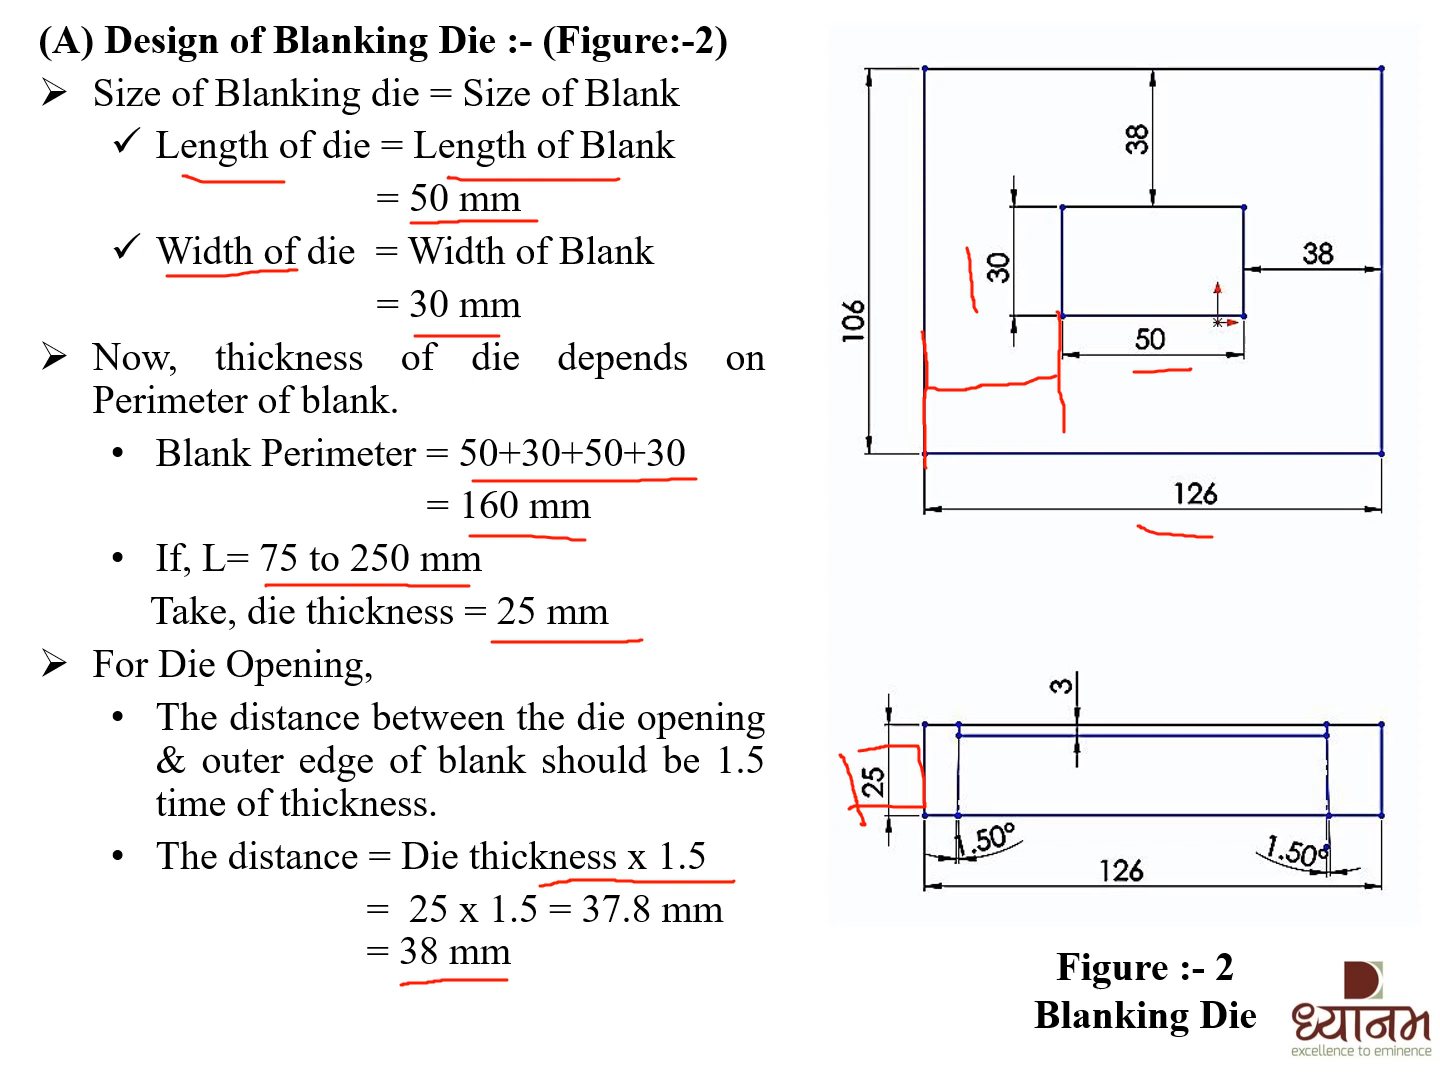 (A) Design of Blanking Die :- (Figure:-2)
➢ Size of Blanking die = Size of Blank
✓ Length of die = Length of Blank
= 50 mm
✓ Width of die = Width of Blank
= 30 mm
➢ Now, thickness of die depends on
Perimeter of blank.
• Blank Perimeter = 50+30+50+30
= 160 mm
• If, L= 75 to 250 mm
Take, die thickness = 25 mm
➢ For Die Opening,
• The distance between the die opening
& outer edge of blank should be 1.5
time of thickness.
• The distance = Die thickness x 1.5
= 25 x 1.5 = 37.8 mm
= 38 mm
38
30
38
106
50
126
3
25
1.50°
1.50°
126
Figure :- 2
Blanking Die
ध्यानम
excellence to eminence